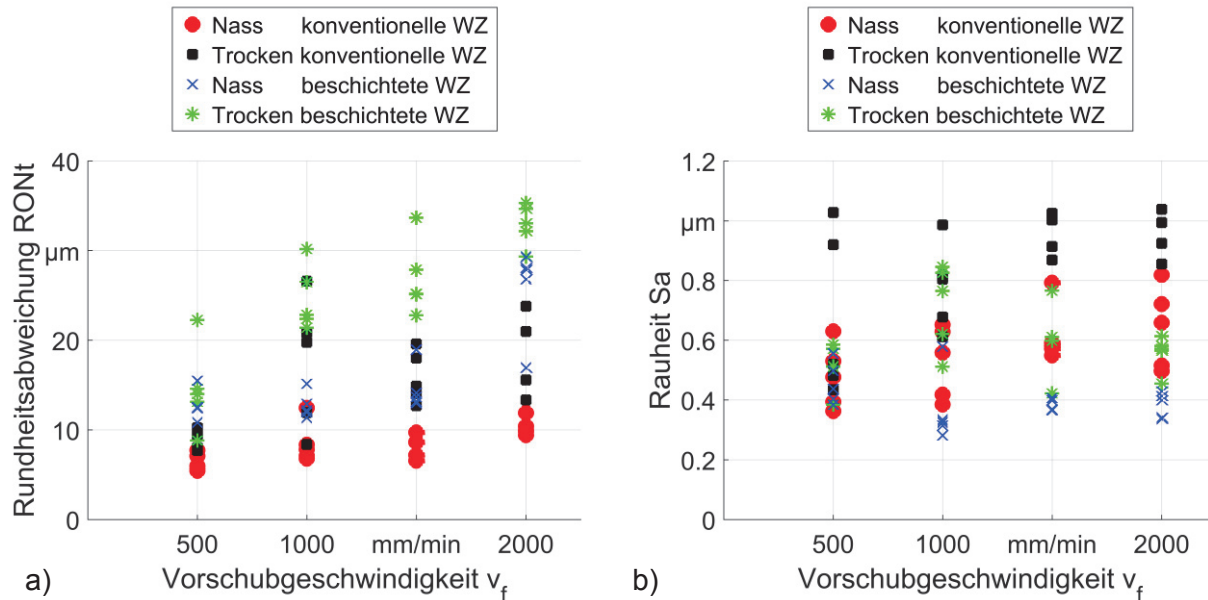 Nass konventionelle WZ
Trocken konventionelle WZ
Nass beschichtete WZ
Trocken beschichtete WZ
40
µm
20
10
0
Rundheitsabweichung RONt
500 1000 mm/min 2000
Vorschubgeschwindigkeit v_f
a)
Nass konventionelle WZ
Trocken konventionelle WZ
Nass beschichtete WZ
Trocken beschichtete WZ
1.2
µm
0.8
0.6
0.4
0.2
0
Rauheit Sa
500 1000 mm/min 2000
Vorschubgeschwindigkeit v_f
b)